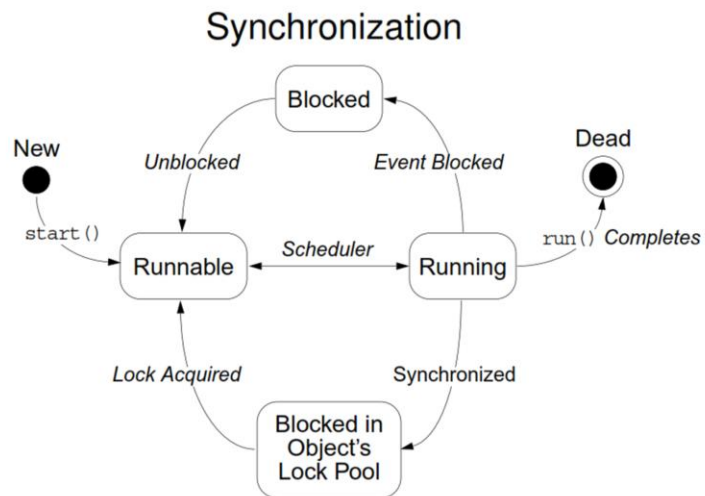 Synchronization
Blocked
New
Dead
Unblocked
Event Blocked
start()
Scheduler
run() Completes
Runnable
Running
Lock Acquired
Synchronized
Blocked in
Object's
Lock Pool